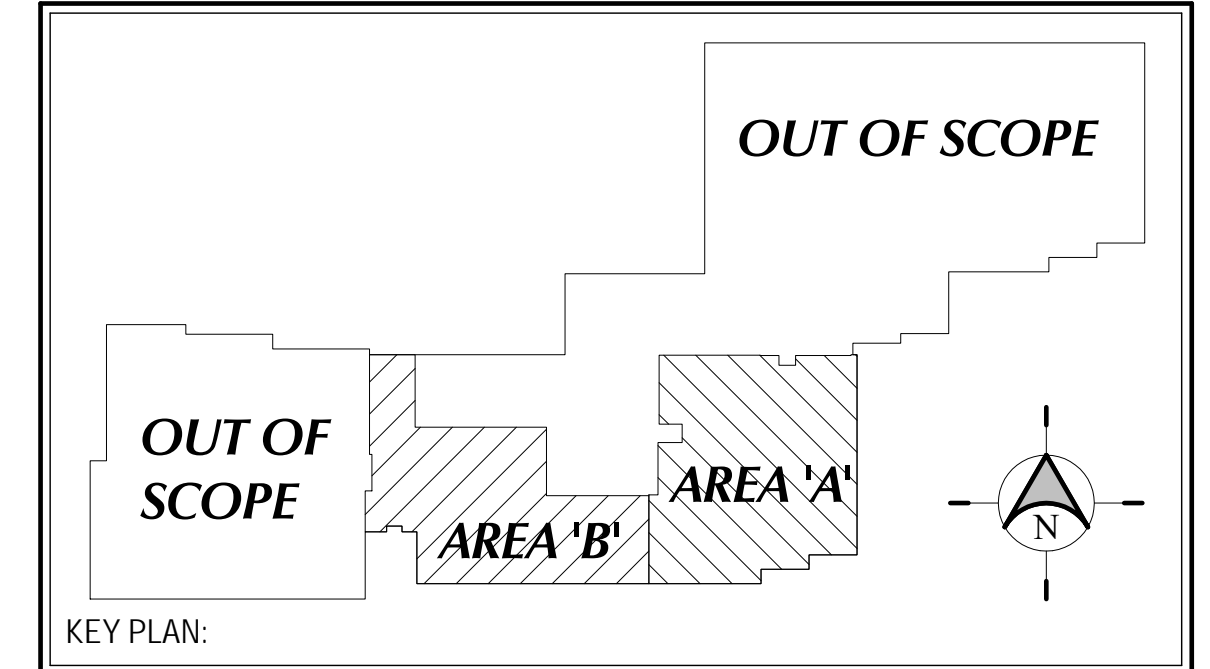 OUT OF SCOPE
OUT OF
SCOPE
AREA 'A'
AREA 'B'
N
KEY PLAN: